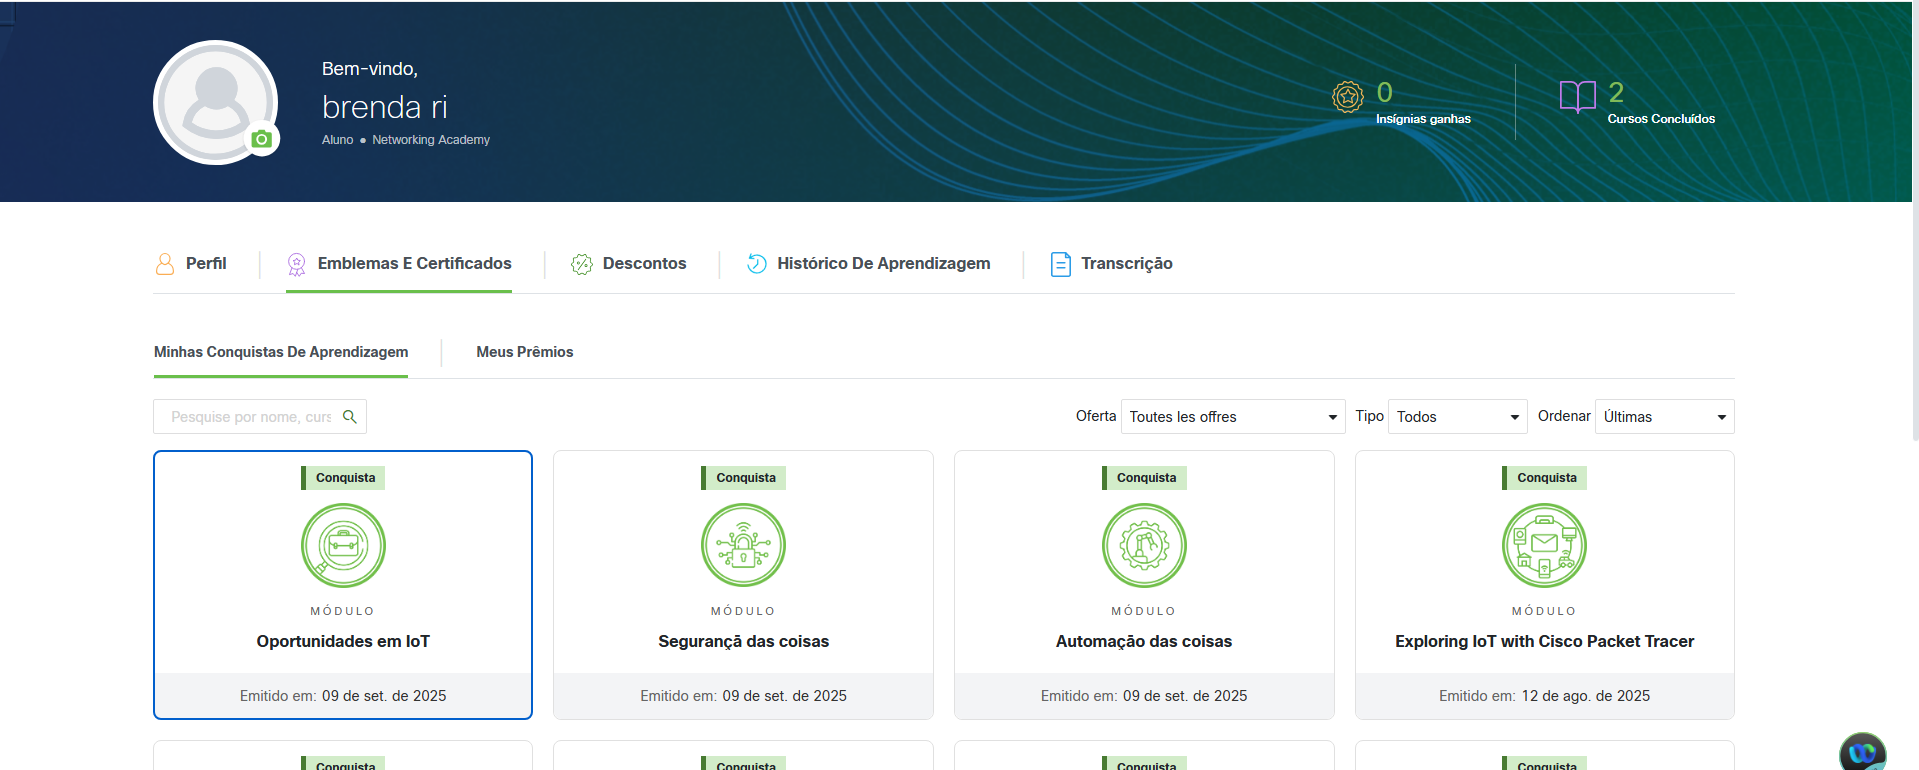 Bem-vindo,
brenda ri
Aluno ● Networking Academy
0
Insígnias ganhas
2
Cursos Concluídos
Perfil
Emblemas E Certificados
Descontos
Histórico De Aprendizagem
Transcrição
Minhas Conquistas De Aprendizagem
Meus Prêmios
Pesquise por nome, curs
Oferta
Toutes les offres
Tipo
Todos
Ordenar
Últimas
Conquista
MÓDULO
Oportunidades em IoT
Emitido em: 09 de set. de 2025
Conquista
MÓDULO
Segurançã das coisas
Emitido em: 09 de set. de 2025
Conquista
MÓDULO
Automação das coisas
Emitido em: 09 de set. de 2025
Conquista
MÓDULO
Exploring IoT with Cisco Packet Tracer
Emitido em: 12 de ago. de 2025
Conquista
Conquista
Conquista
Conquista